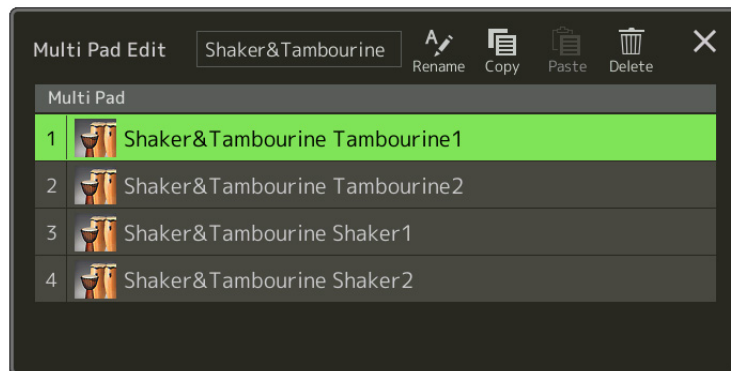 Multi Pad Edit Shaker&Tambourine Rename Copy Paste Delete
Multi Pad
1 Shaker&Tambourine Tambourine1
2 Shaker&Tambourine Tambourine2
3 Shaker&Tambourine Shaker1
4 Shaker&Tambourine Shaker2